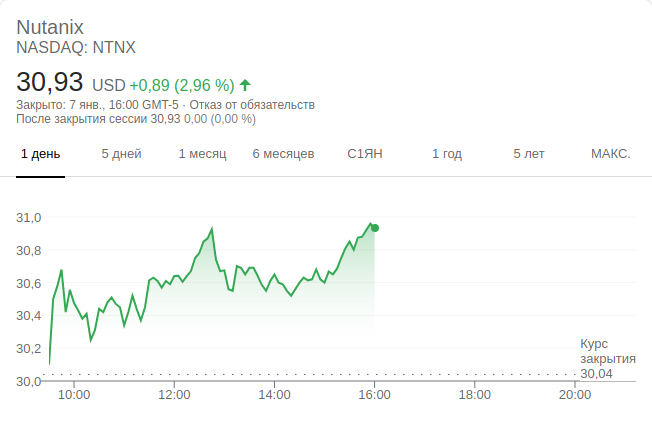 Nutanix
NASDAQ: NTNX
30,93 USD +0,89 (2,96 %)
Закрыто: 7 янв., 16:00 GMT-5 · Отказ от обязательств
После закрытия сессии 30,93 0,00 (0,00 %)
1 день 5 дней 1 месяц 6 месяцев С1ЯН 1 год 5 лет МАКС.
31,0
30,8
30,6
30,4
30,2
Курс
закрытия
30,04
30,0
10:00 12:00 14:00 16:00 18:00 20:00